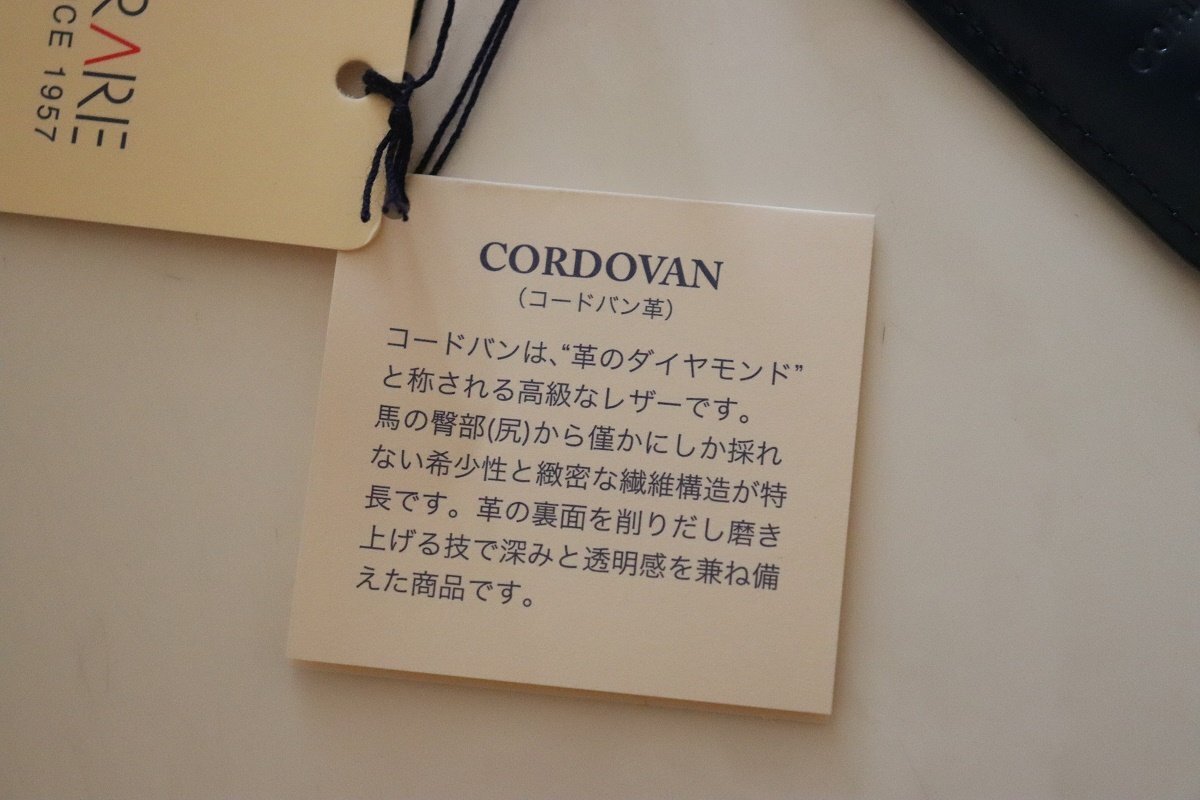 RARE
CE 1957
CORDOVAN
（コードバン革）
コードバンは、“革のダイヤモンド”
と称される高級なレザーです。
馬の臀部(尻)から僅かにしか採れ
ない希少性と緻密な繊維構造が特
長です。革の裏面を削りだし磨き
上げる技で深みと透明感を兼ね備
えた商品です。